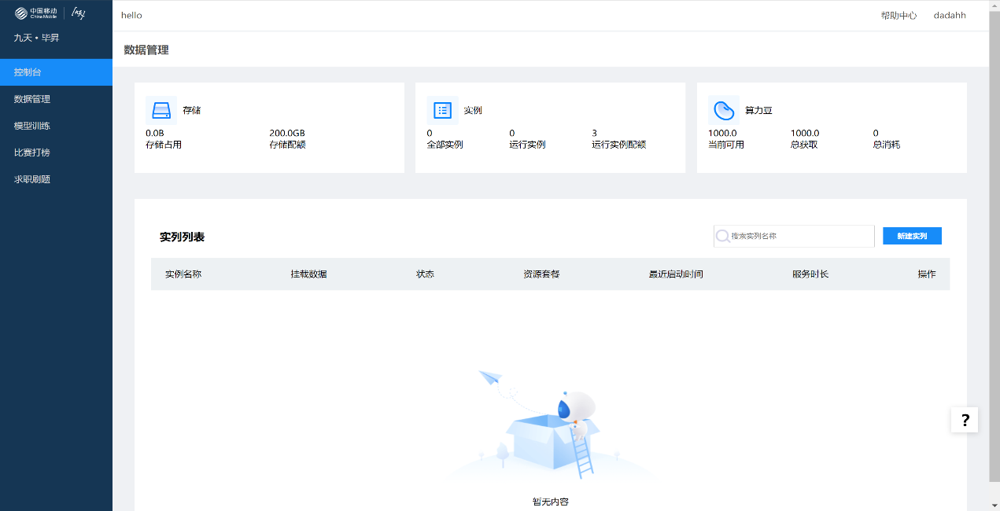 中国移动
China Mobile
九天•毕昇
控制台
数据管理
模型训练
比赛打榜
求职刷题
hello
帮助中心 dadahh
数据管理
存储
0.0B 200.0GB
存储占用 存储配额
实例
0 0 3
全部实例 运行实例 运行实例配额
算力豆
1000.0 1000.0 0
当前可用 总获取 总消耗
实列列表
搜索实列名称
新建实列
实例名称 挂载数据 状态 资源套餐 最近启动时间 服务时长 操作
?
暂无内容